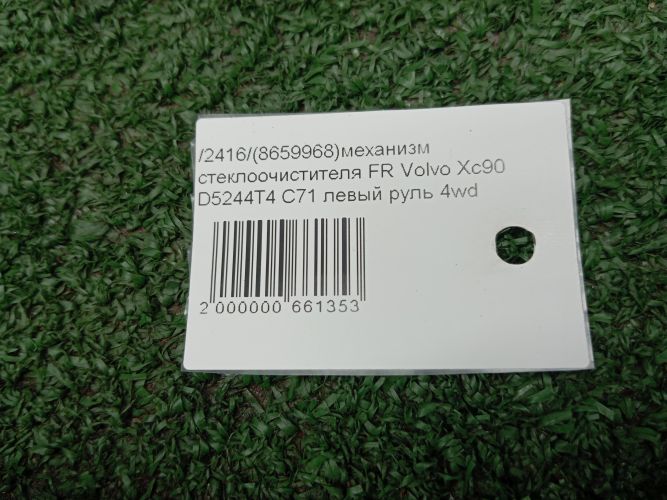 /2416/(8659968)механизм
стеклоочистителя FR Volvo Xc90
D5244T4 C71 левый руль 4wd
2 000000 661353